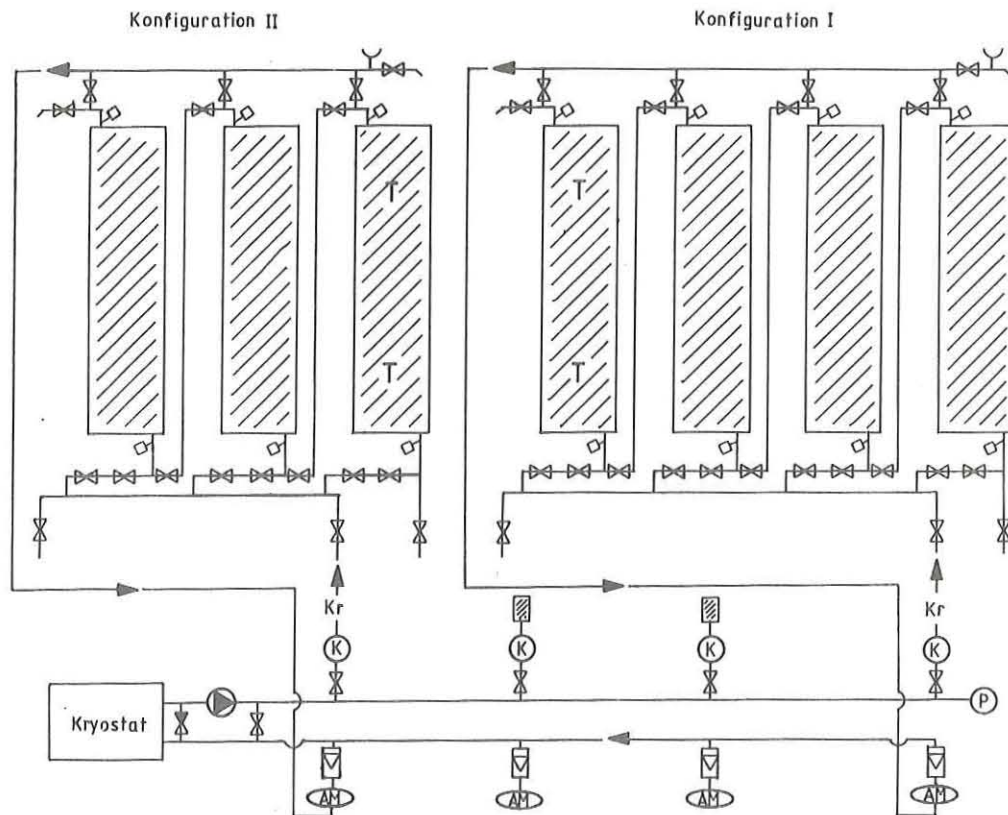 Konfiguration II
Konfiguration I
T
T
T
T
Kr
Kr
K
K
K
K
Kryostat
P
AM
AM
AM
AM